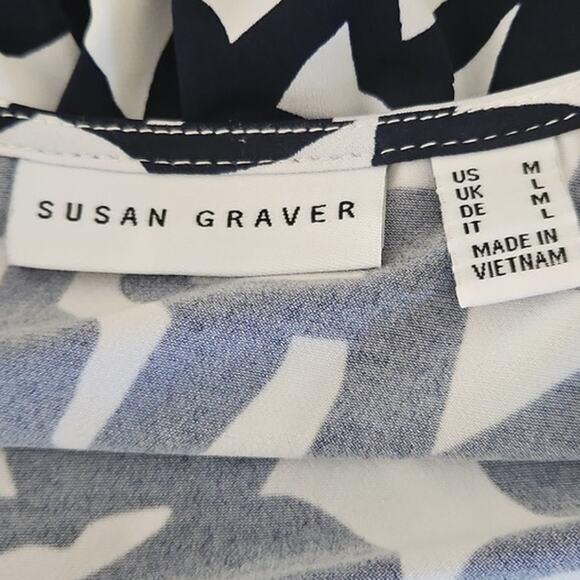 SUSAN GRAVER
US M
UK L
DE M
IT L
MADE IN
VIETNAM